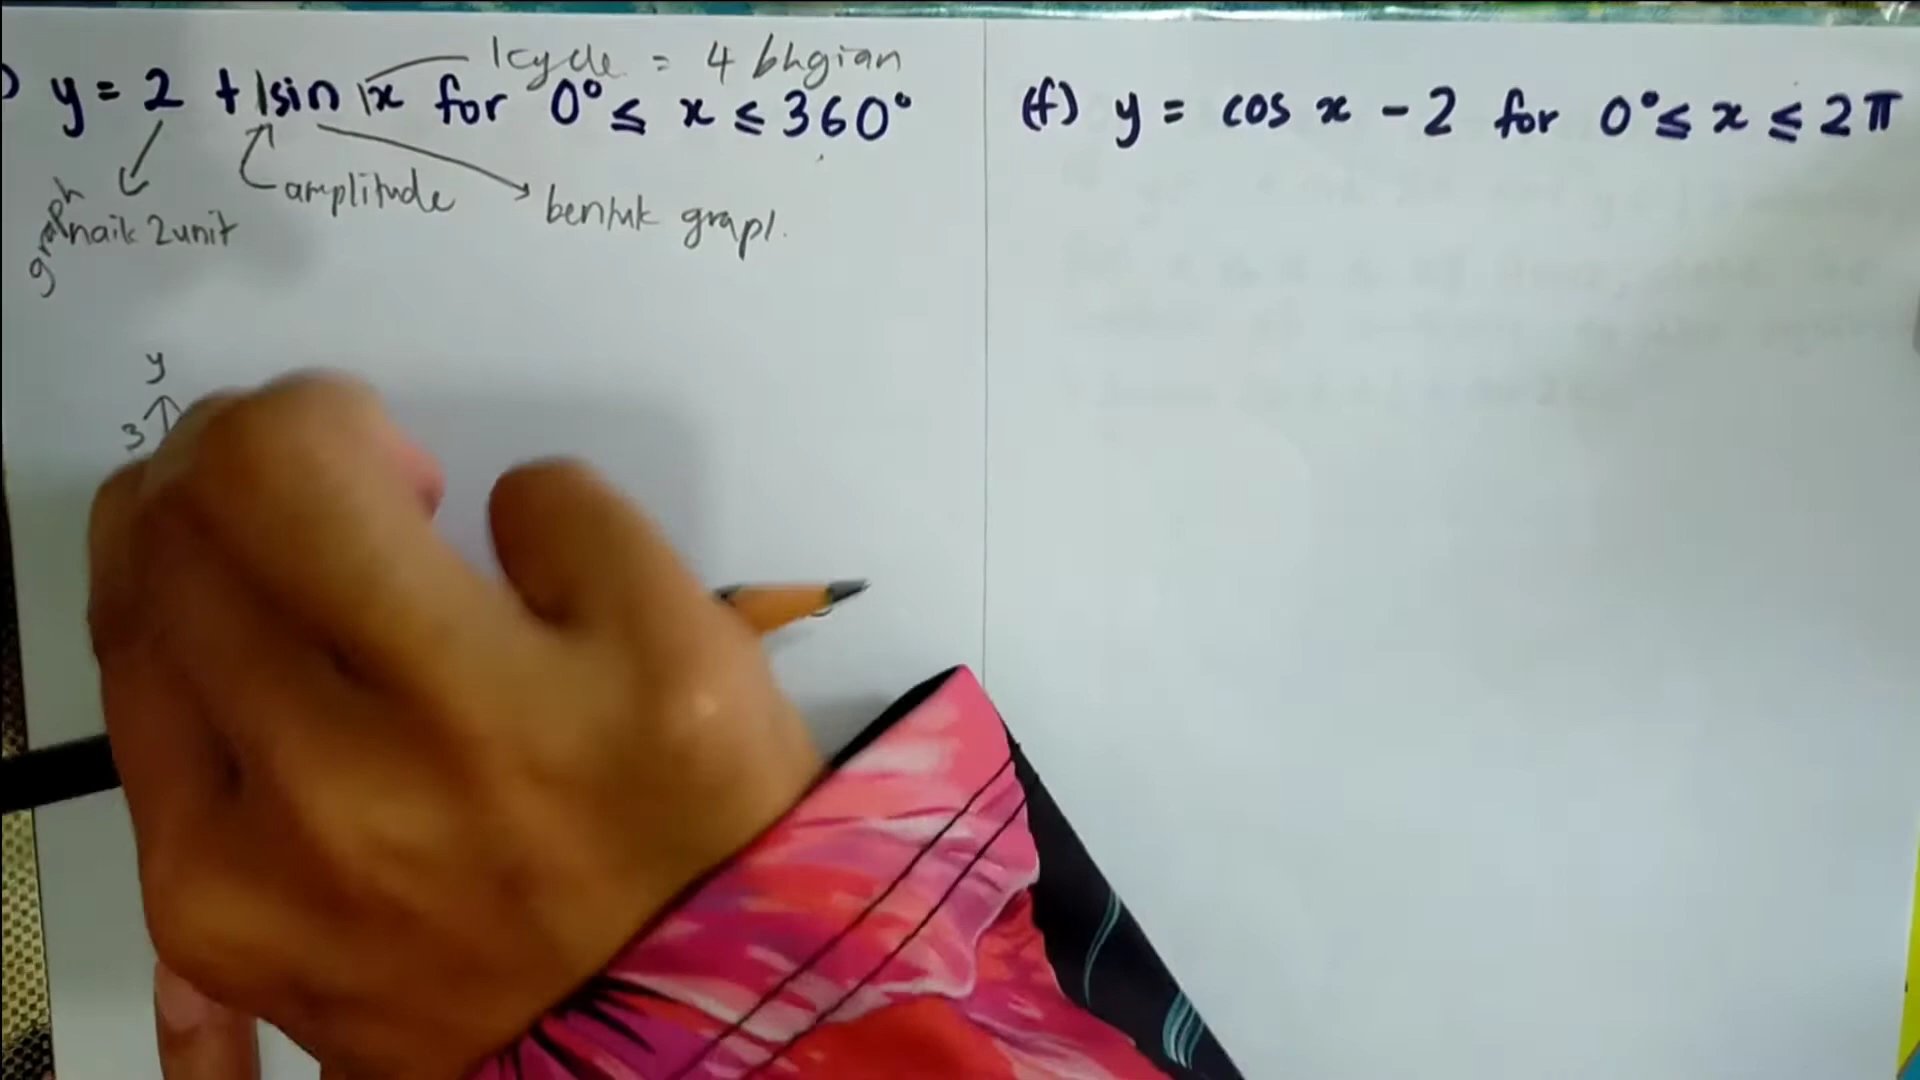 1cycle = 4 bhgian
) y = 2 + 1sin 1x for 0° ≤ x ≤ 360°
amplitude
bentuk grapl.
graph naik 2unit
y
3
(f) y = cos x - 2 for 0° ≤ x ≤ 2π